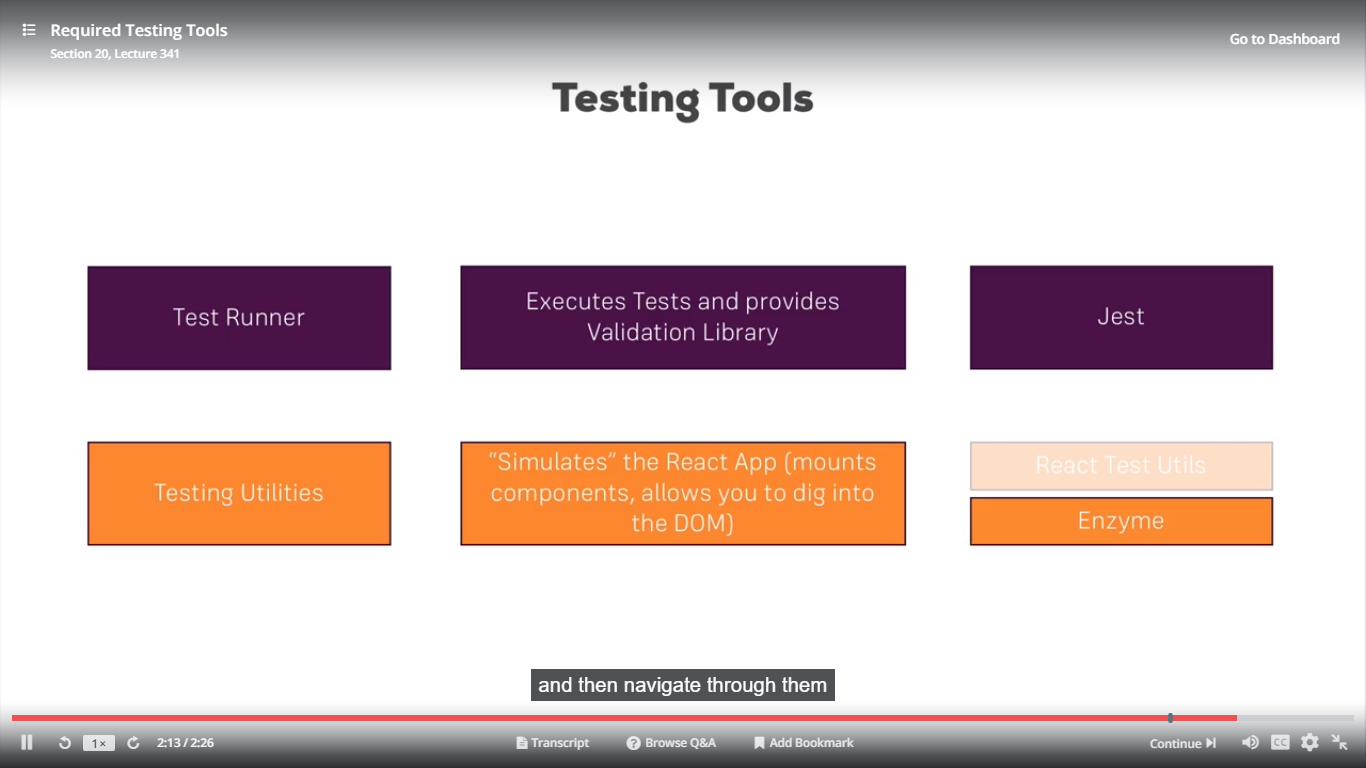 Required Testing Tools
Section 20, Lecture 341
Go to Dashboard
Testing Tools
Test Runner
Executes Tests and provides
Validation Library
Jest
Testing Utilities
“Simulates“ the React App (mounts
components, allows you to dig into
the DOM)
React Test Utils
Enzyme
and then navigate through them
1×
2:13 / 2:26
Transcript
? Browse Q&A
Add Bookmark
Continue
CC